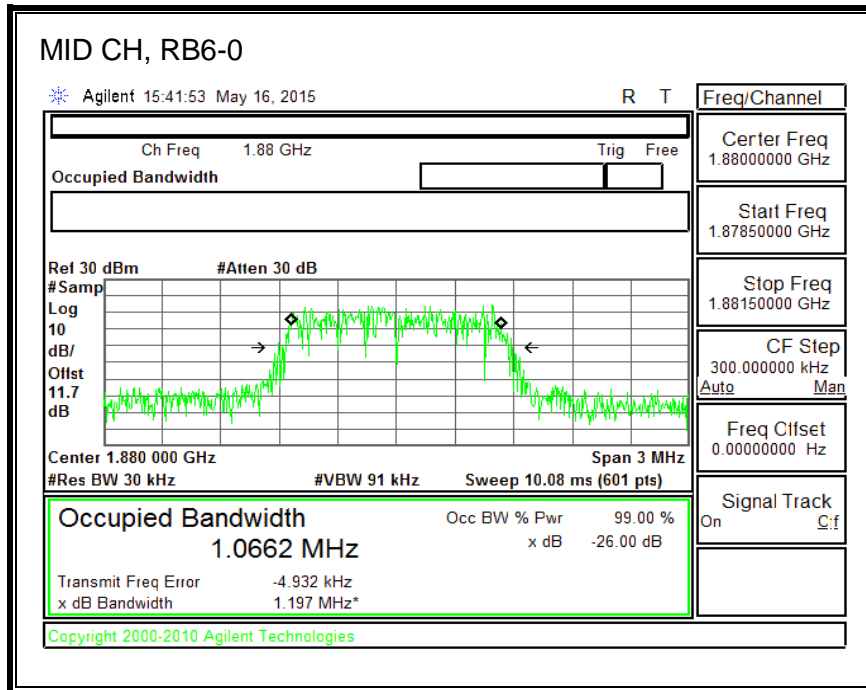 MID CH, RB6-0
Agilent 15:41:53 May 16, 2015 R T
Freq/Channel
Ch Freq 1.88 GHz Trig Free
Occupied Bandwidth
Center Freq
1.88000000 GHz
Start Freq
1.87850000 GHz
Stop Freq
1.88150000 GHz
CF Step
300.000000 kHz
Auto Man
Freq Offset
0.00000000 Hz
Signal Track
On Off
Ref 30 dBm #Atten 30 dB
#Samp
Log
10
dB/
Offst
11.7
dB
Center 1.880 000 GHz Span 3 MHz
#Res BW 30 kHz #VBW 91 kHz Sweep 10.08 ms (601 pts)
Occupied Bandwidth
1.0662 MHz
Occ BW % Pwr 99.00 %
x dB -26.00 dB
Transmit Freq Error -4.932 kHz
x dB Bandwidth 1.197 MHz*
Copyright 2000-2010 Agilent Technologies